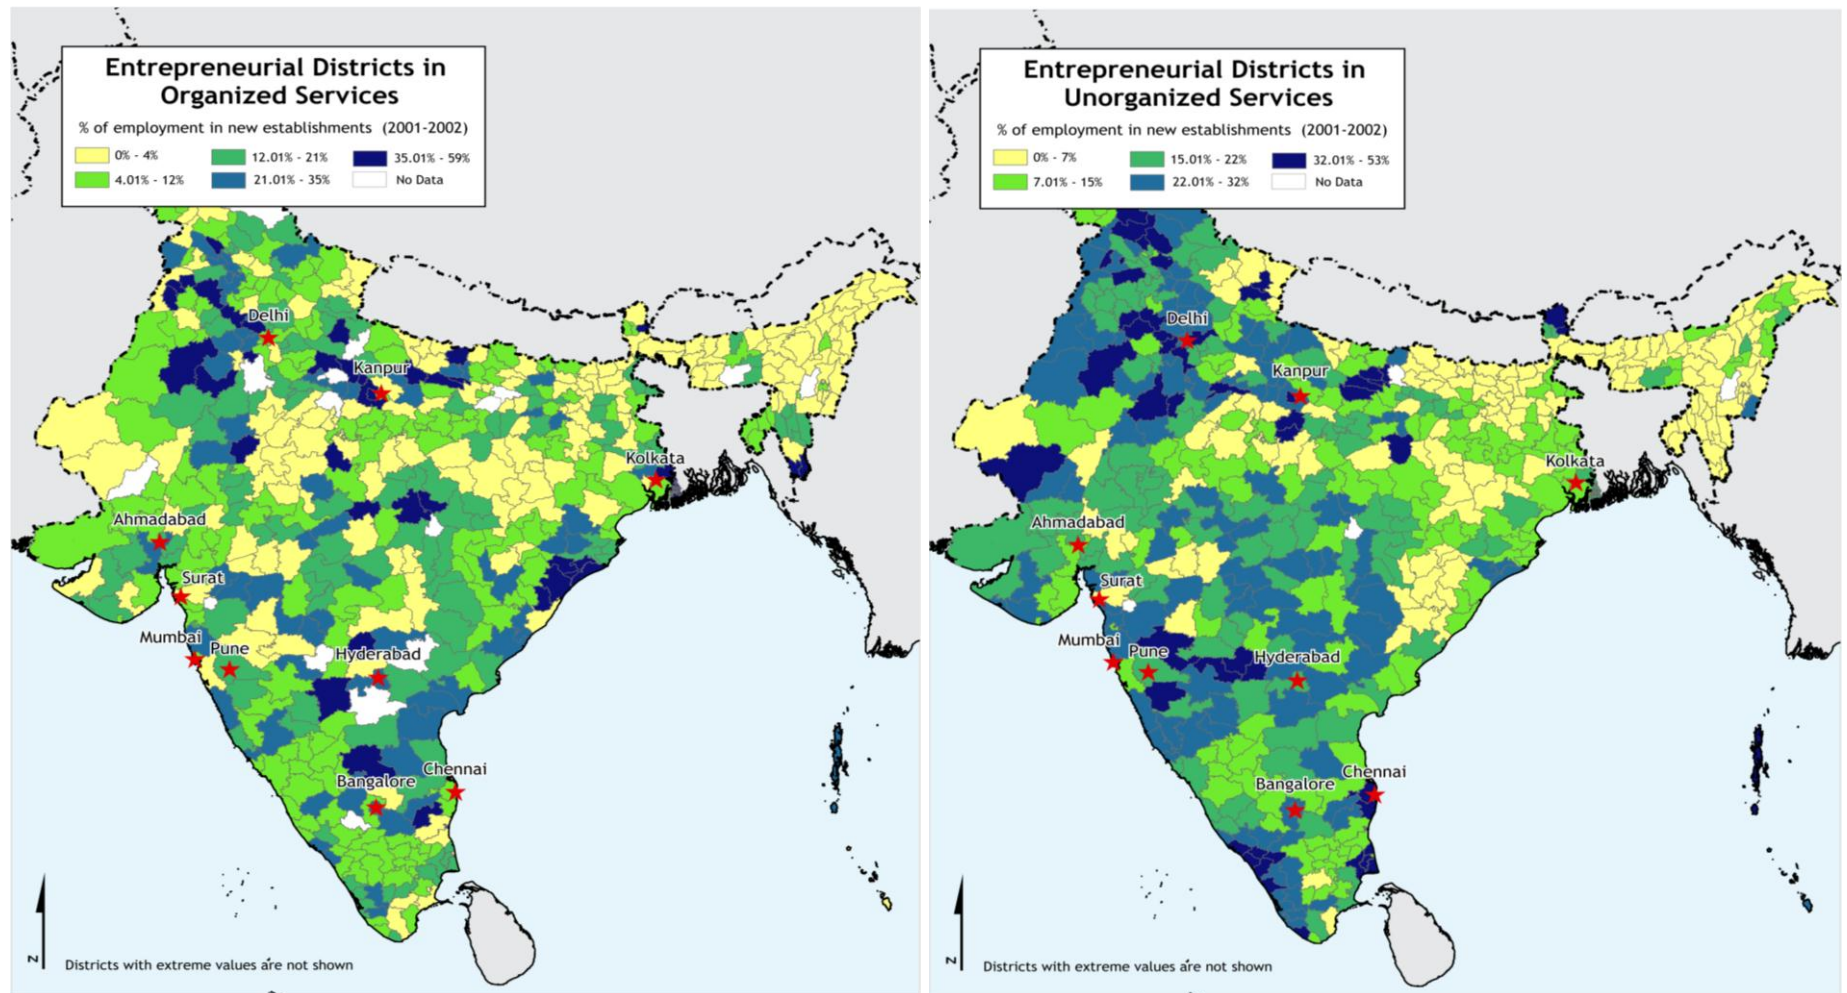 Entrepreneurial Districts in
Organized Services
% of employment in new establishments (2001-2002)
0% - 4% 12.01% - 21% 35.01% - 59%
4.01% - 12% 21.01% - 35% No Data
Delhi
Kanpur
Kolkata
Ahmadabad
Surat
Mumbai
Pune
Hyderabad
Chennai
Bangalore
N
Districts with extreme values are not shown
Entrepreneurial Districts in
Unorganized Services
% of employment in new establishments (2001-2002)
0% - 7% 15.01% - 22% 32.01% - 53%
7.01% - 15% 22.01% - 32% No Data
Delhi
Kanpur
Kolkata
Ahmadabad
Surat
Mumbai
Pune
Hyderabad
Chennai
Bangalore
N
Districts with extreme values are not shown